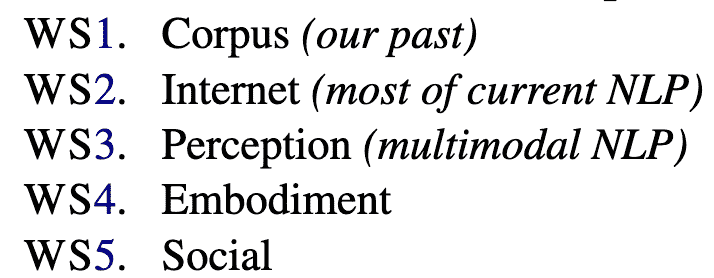 WS1. Corpus (our past)
WS2. Internet (most of current NLP)
WS3. Perception (multimodal NLP)
WS4. Embodiment
WS5. Social